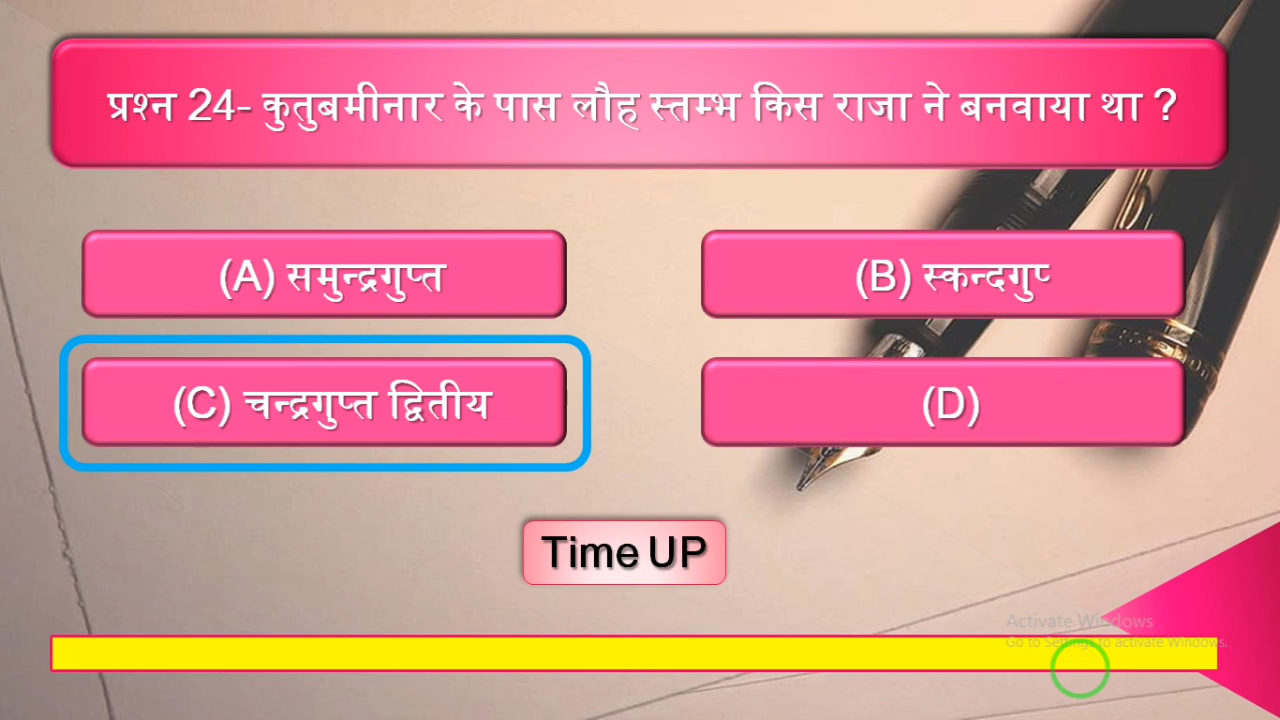 प्रश्न 24- कुतुबमीनार के पास लौह स्तम्भ किस राजा ने बनवाया था ?
(A) समुन्द्रगुप्त
(B) स्कन्दगुप्
(C) चन्द्रगुप्त द्वितीय
(D)
Time UP
Activate Windows
Go to Settings to activate Windows.